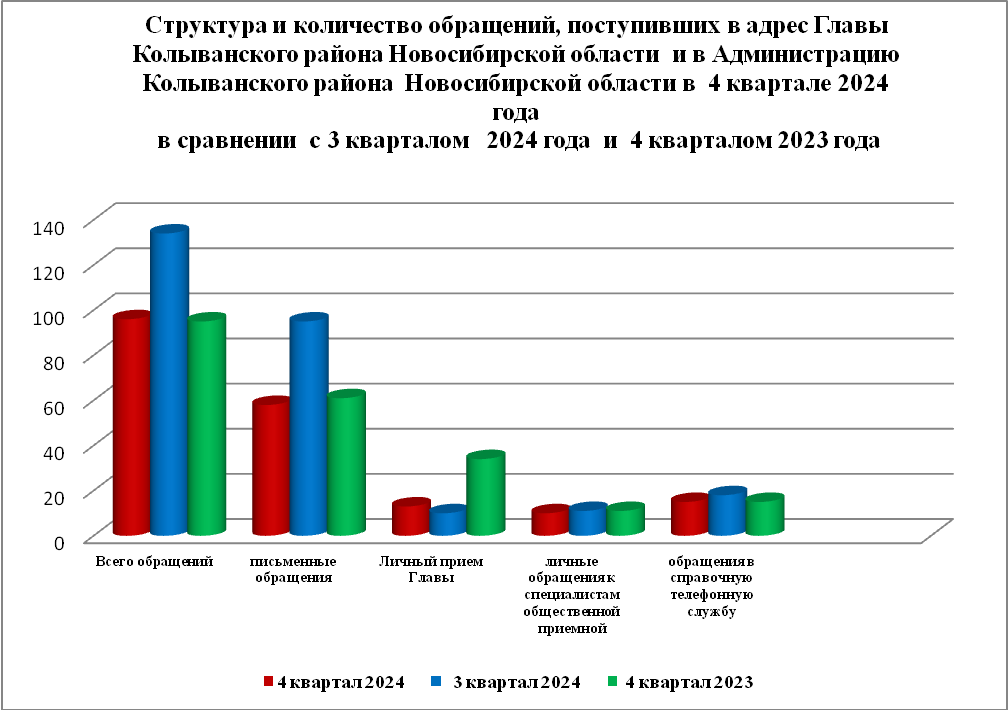 Структура и количество обращений, поступивших в адрес Главы
Колыванского района Новосибирской области и в Администрацию
Колыванского района Новосибирской области в 4 квартале 2024
года
в сравнении с 3 кварталом 2024 года и 4 кварталом 2023 года
140
120
100
80
60
40
20
0
Всего обращений
письменные
обращения
Личный прием
Главы
личные
обращения к
специалистам
общественной
приемной
обращения в
справочную
телефонную
службу
4 квартал 2024
3 квартал 2024
4 квартал 2023